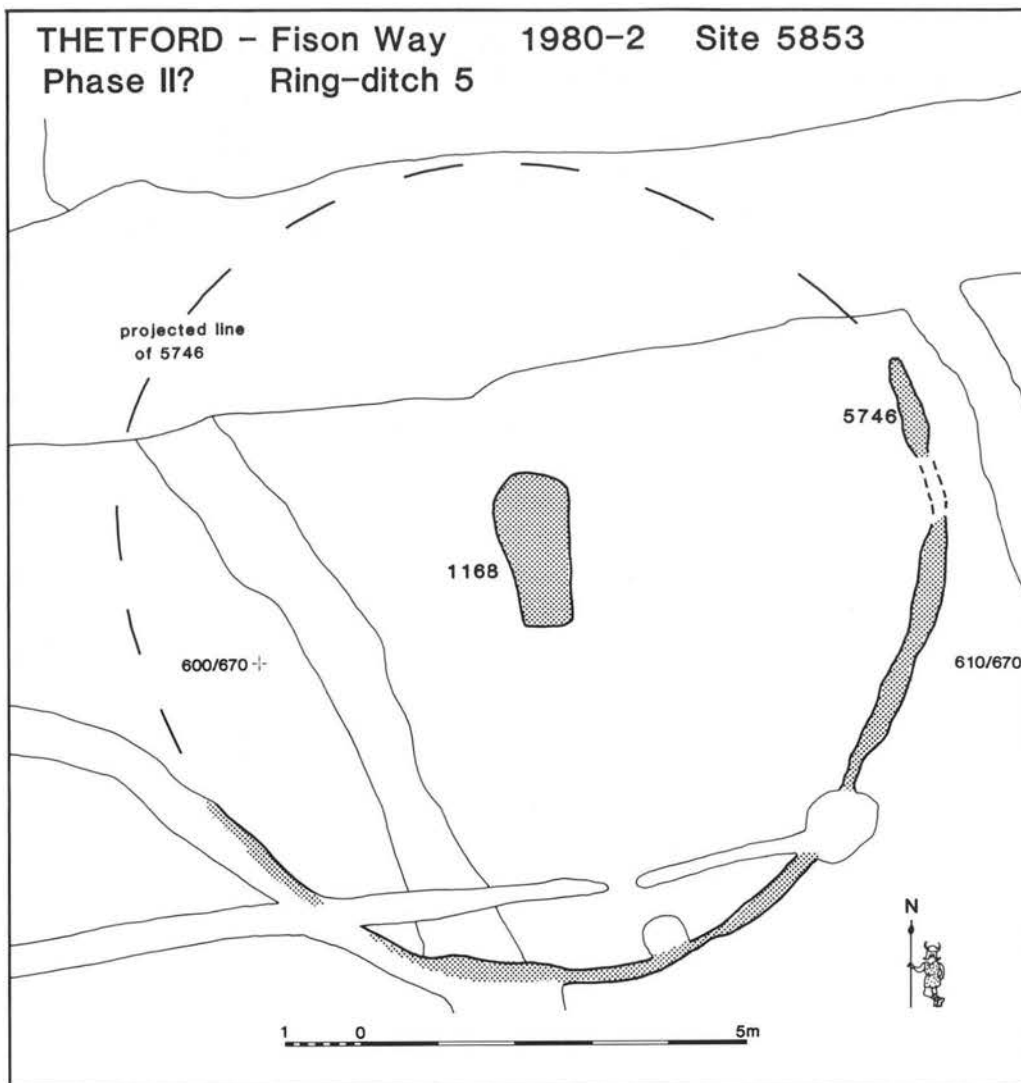 THETFORD – Fison Way 1980–2 Site 5853
Phase II? Ring-ditch 5
projected line
of 5746
5746
1168
600/670
610/670
N
1 0 5m